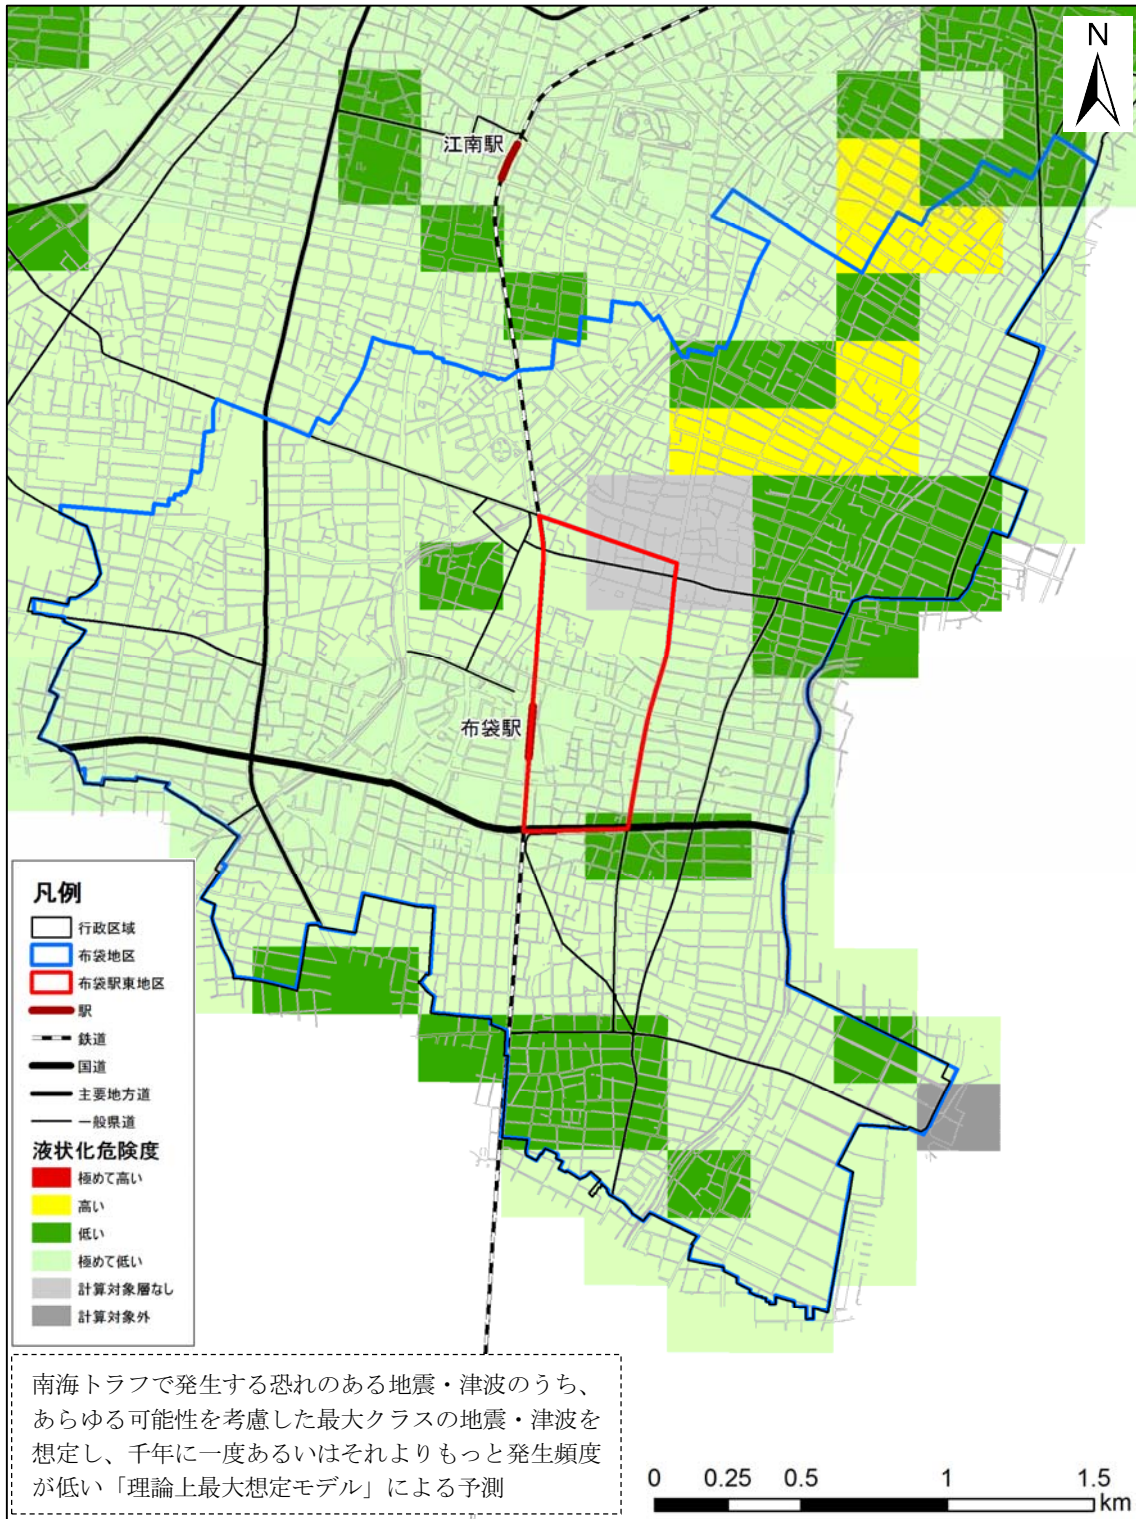 N
江南駅
布袋駅
凡例
行政区域
布袋地区
布袋駅東地区
駅
鉄道
国道
主要地方道
一般県道
液状化危険度
極めて高い
高い
低い
極めて低い
計算対象層なし
計算対象外
南海トラフで発生する恐れのある地震・津波のうち、
あらゆる可能性を考慮した最大クラスの地震・津波を
想定し、千年に一度あるいはそれよりもっと発生頻度
が低い「理論上最大想定モデル」による予測
0 0.25 0.5 1 1.5
km